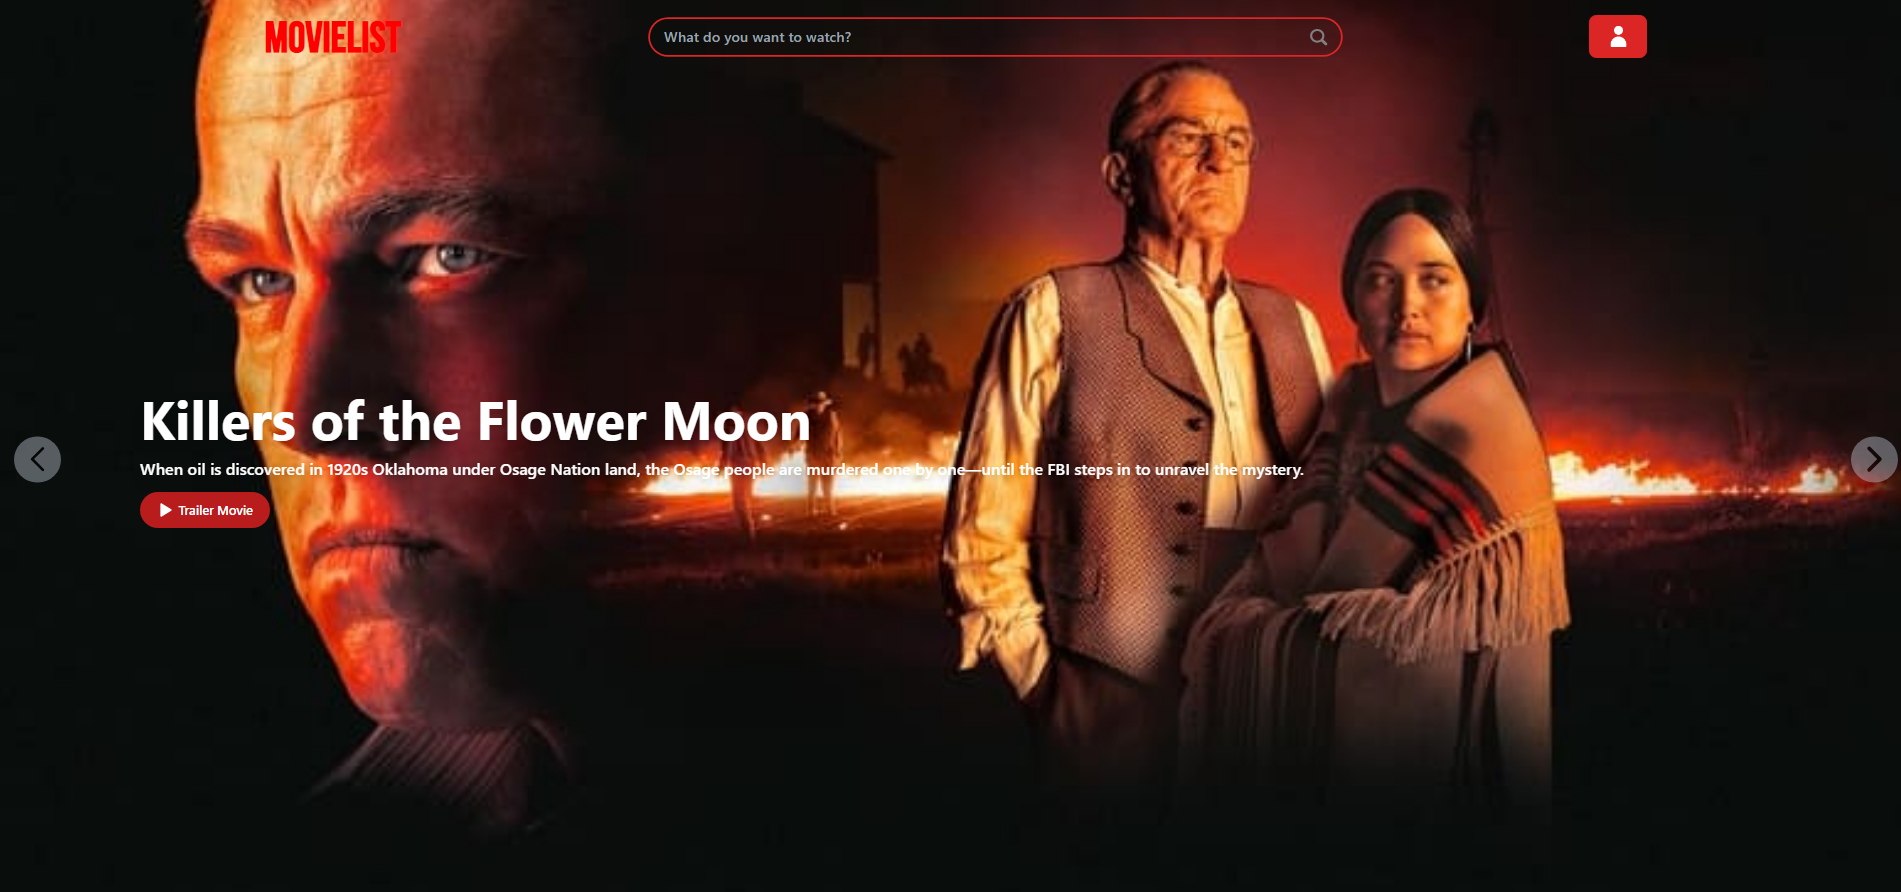 MOVIELIST
What do you want to watch?
Killers of the Flower Moon
When oil is discovered in 1920s Oklahoma under Osage Nation land, the Osage people are murdered one by one—until the FBI steps in to unravel the mystery.
Trailer Movie